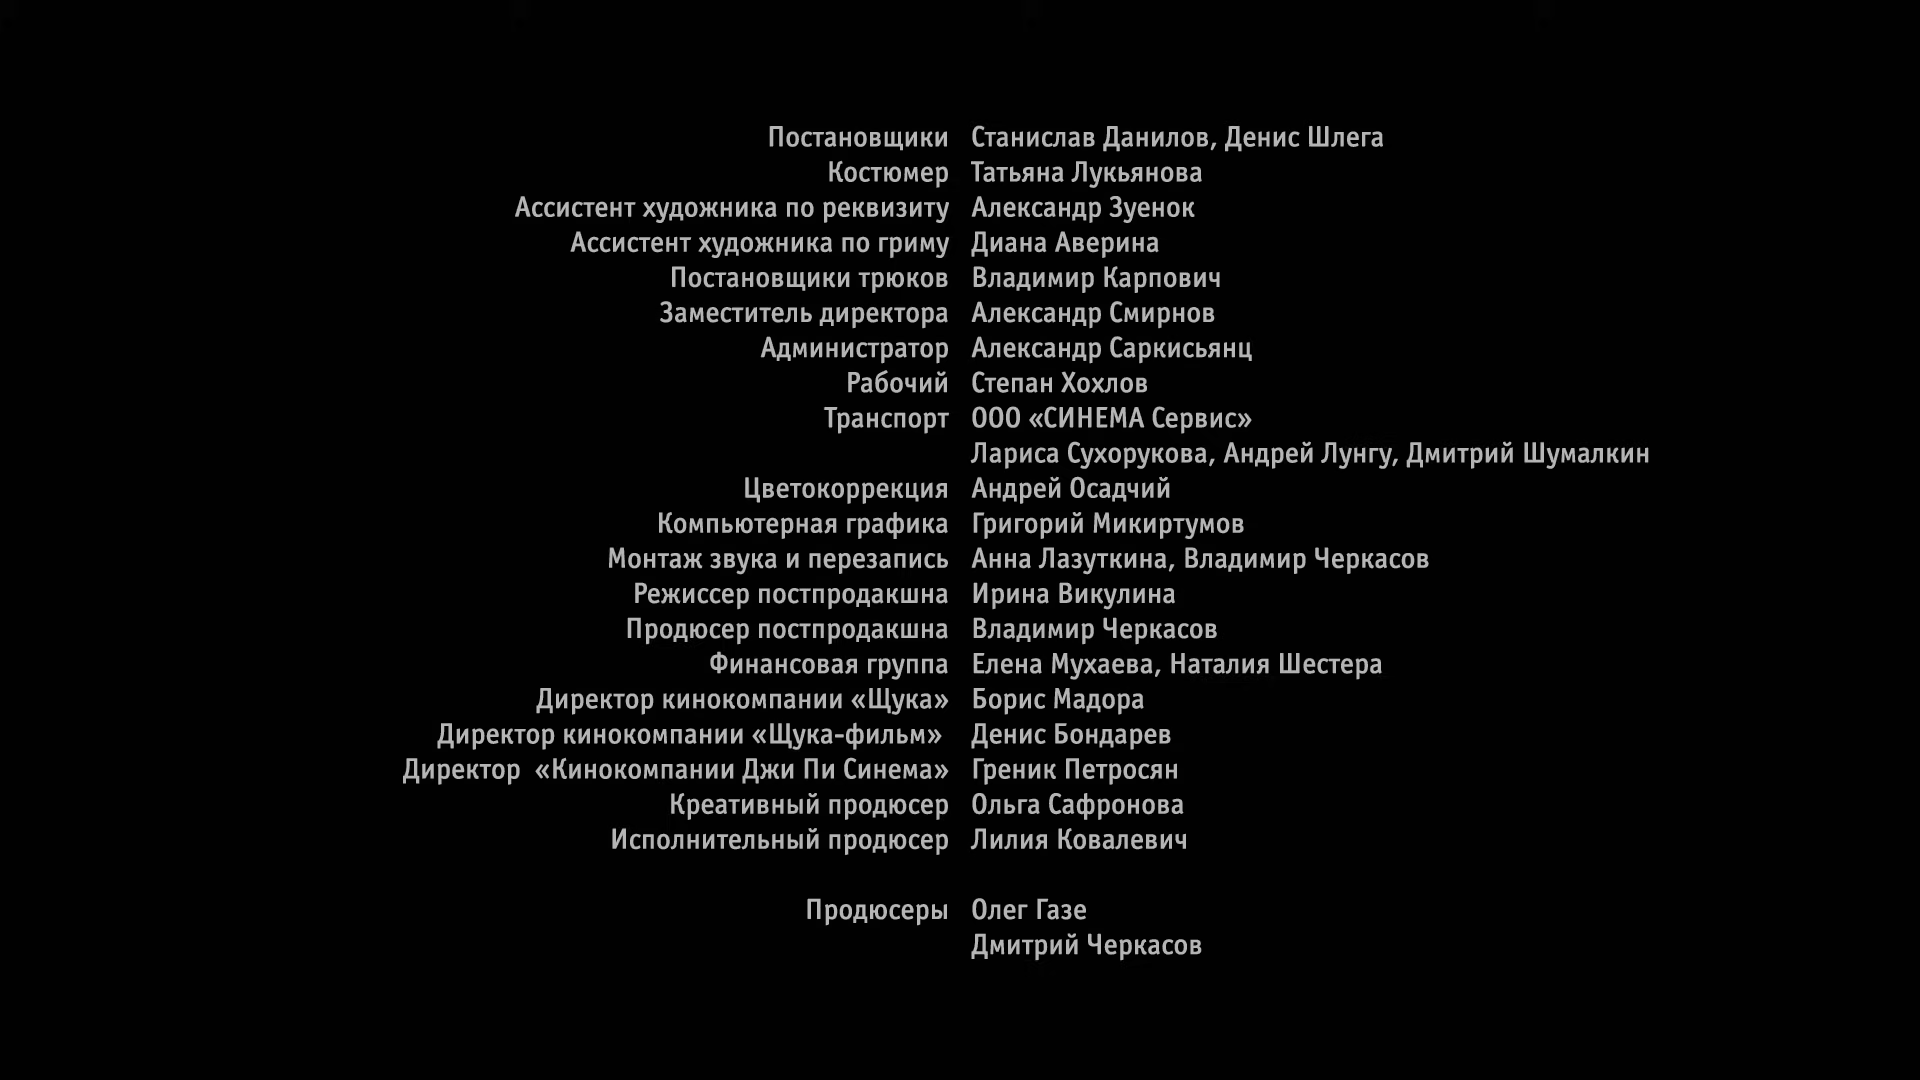 Постановщики Станислав Данилов, Денис Шлега
Костюмер Татьяна Лукьянова
Ассистент художника по реквизиту Александр Зуенок
Ассистент художника по гриму Диана Аверина
Постановщики трюков Владимир Карпович
Заместитель директора Александр Смирнов
Администратор Александр Саркисьянц
Рабочий Степан Хохлов
Транспорт ООО «СИНЕМА Сервис»
Лариса Сухорукова, Андрей Лунгу, Дмитрий Шумалкин
Цветокоррекция Андрей Осадчий
Компьютерная графика Григорий Микиртумов
Монтаж звука и перезапись Анна Лазуткина, Владимир Черкасов
Режиссер постпродакшна Ирина Викулина
Продюсер постпродакшна Владимир Черкасов
Финансовая группа Елена Мухаева, Наталия Шестера
Директор кинокомпании «Щука» Борис Мадора
Директор кинокомпании «Щука-фильм» Денис Бондарев
Директор «Кинокомпании Джи Пи Синема» Греник Петросян
Креативный продюсер Ольга Сафронова
Исполнительный продюсер Лилия Ковалевич
Продюсеры Олег Газе
Дмитрий Черкасов